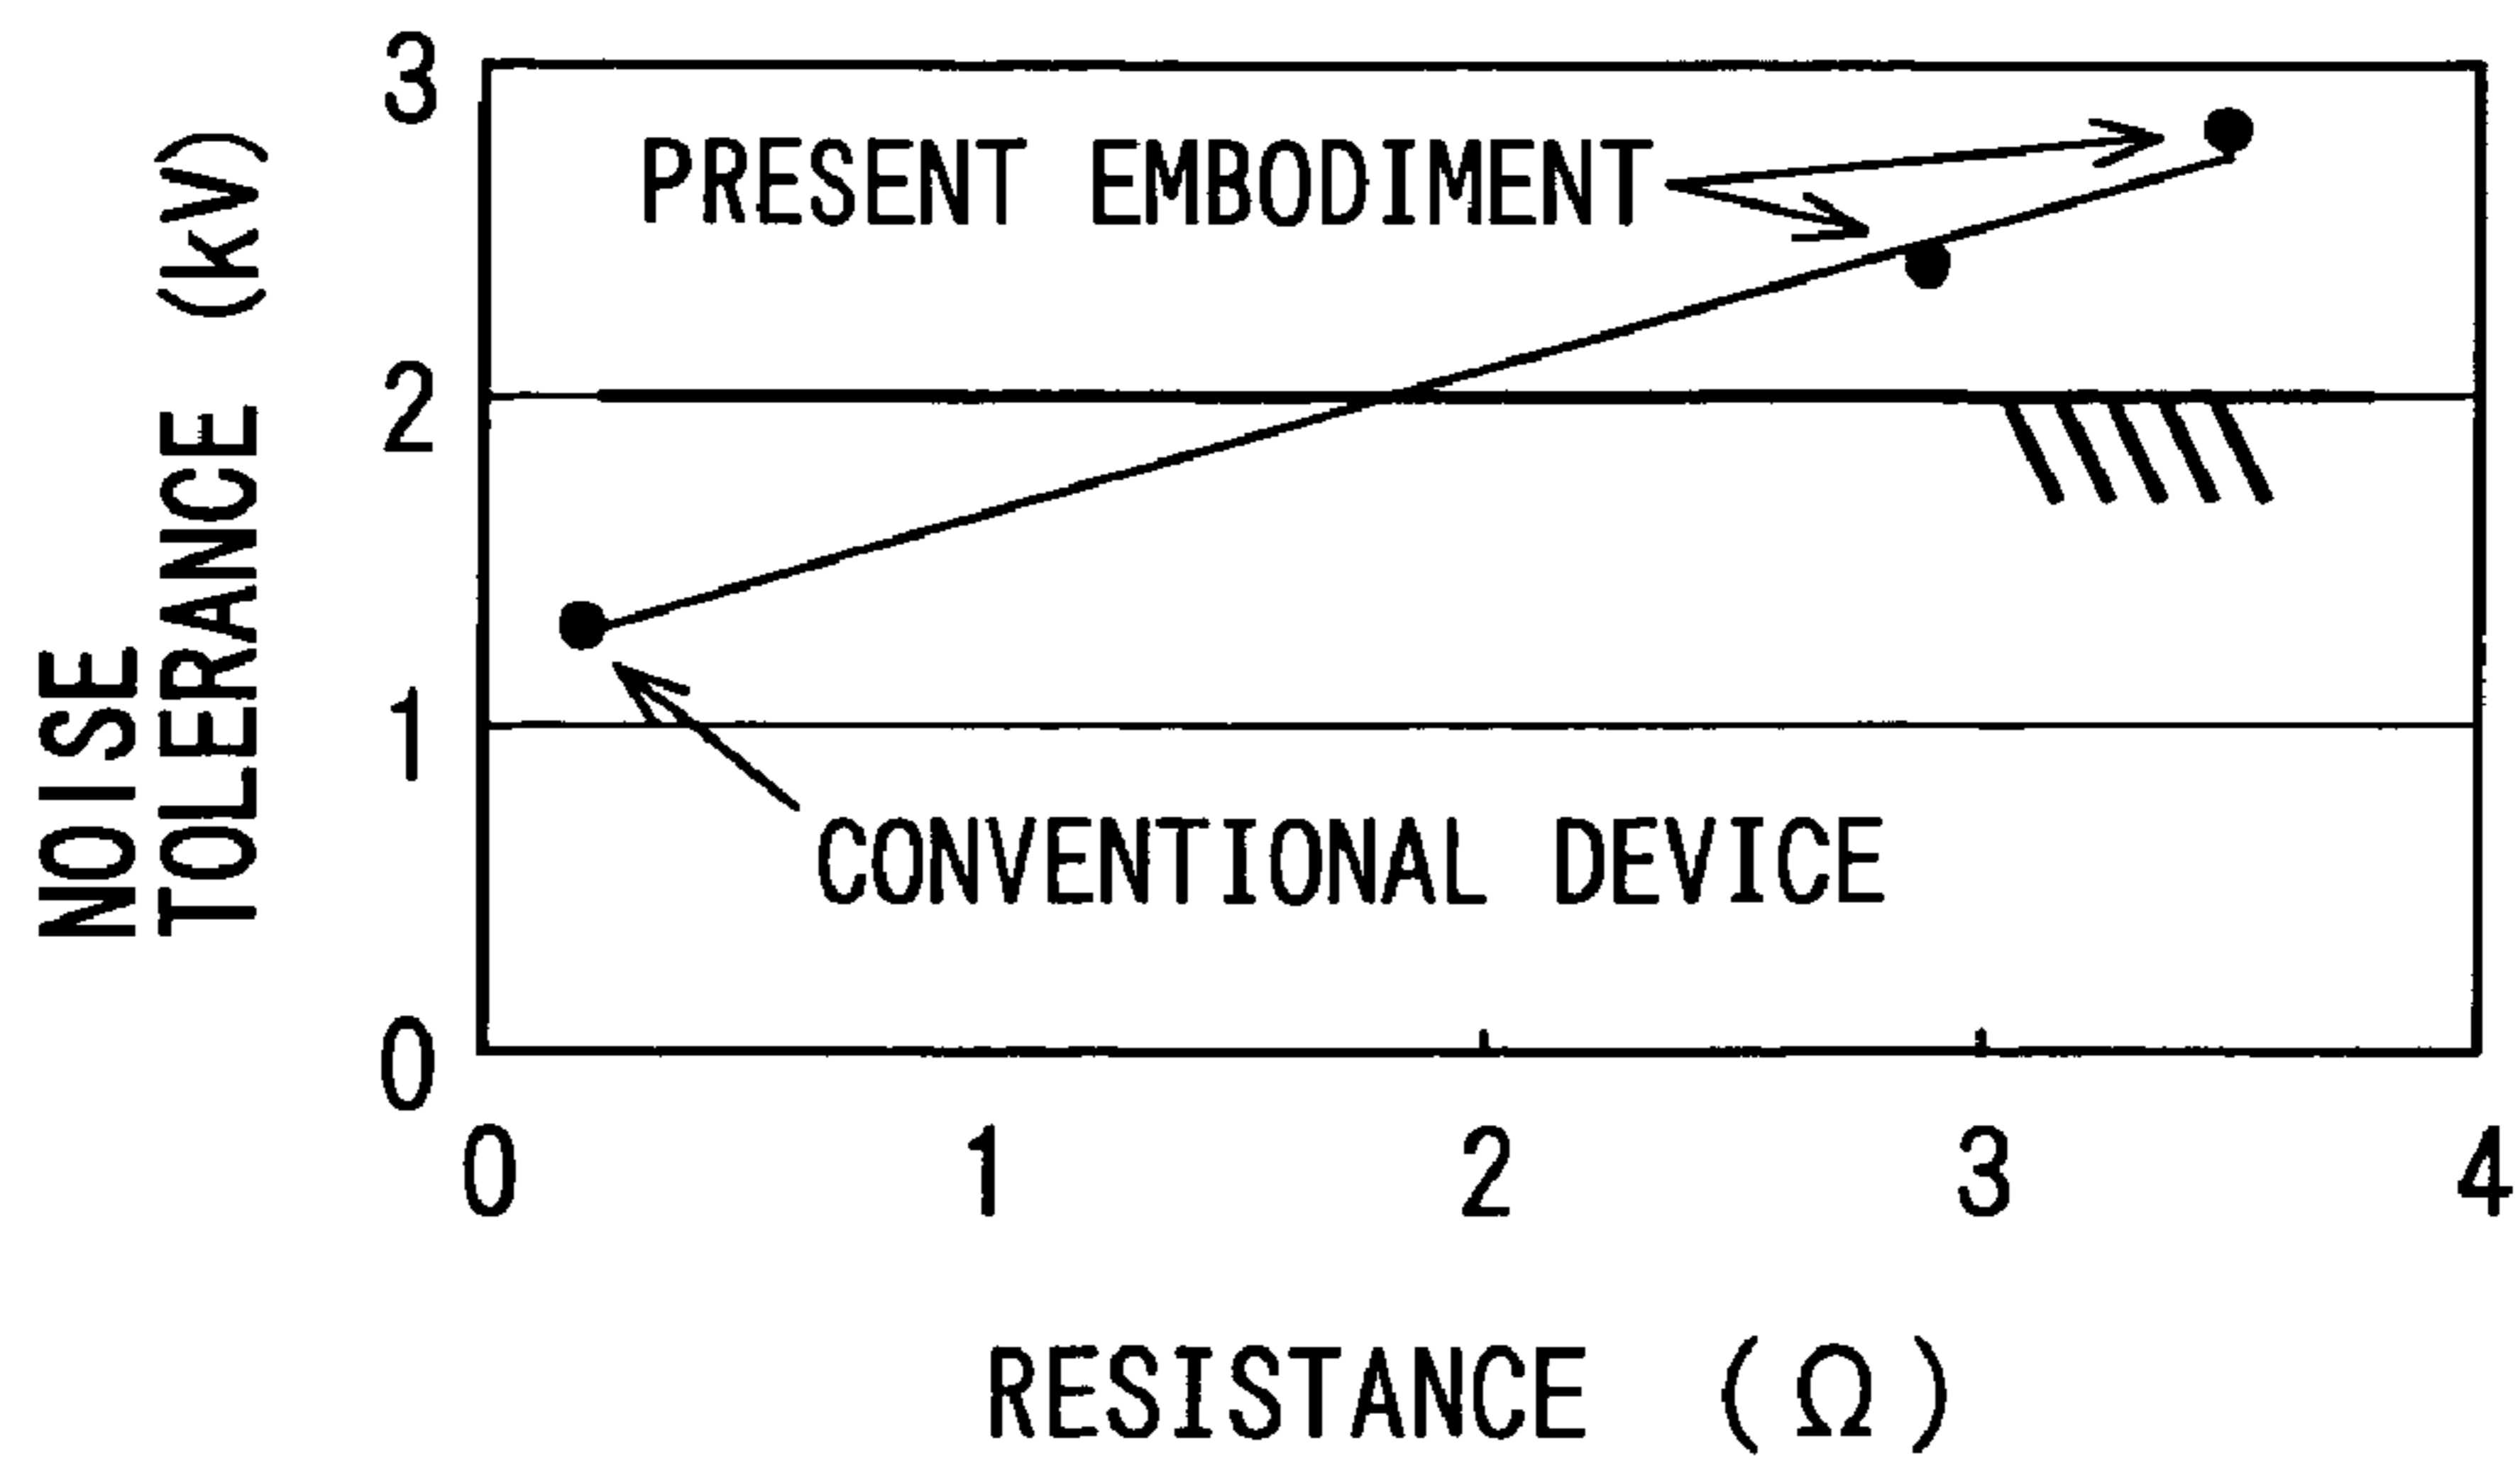 NOISE
TOLERANCE (kV)
3
2
1
0
PRESENT EMBODIMENT
CONVENTIONAL DEVICE
0 1 2 3 4
RESISTANCE (Ω)